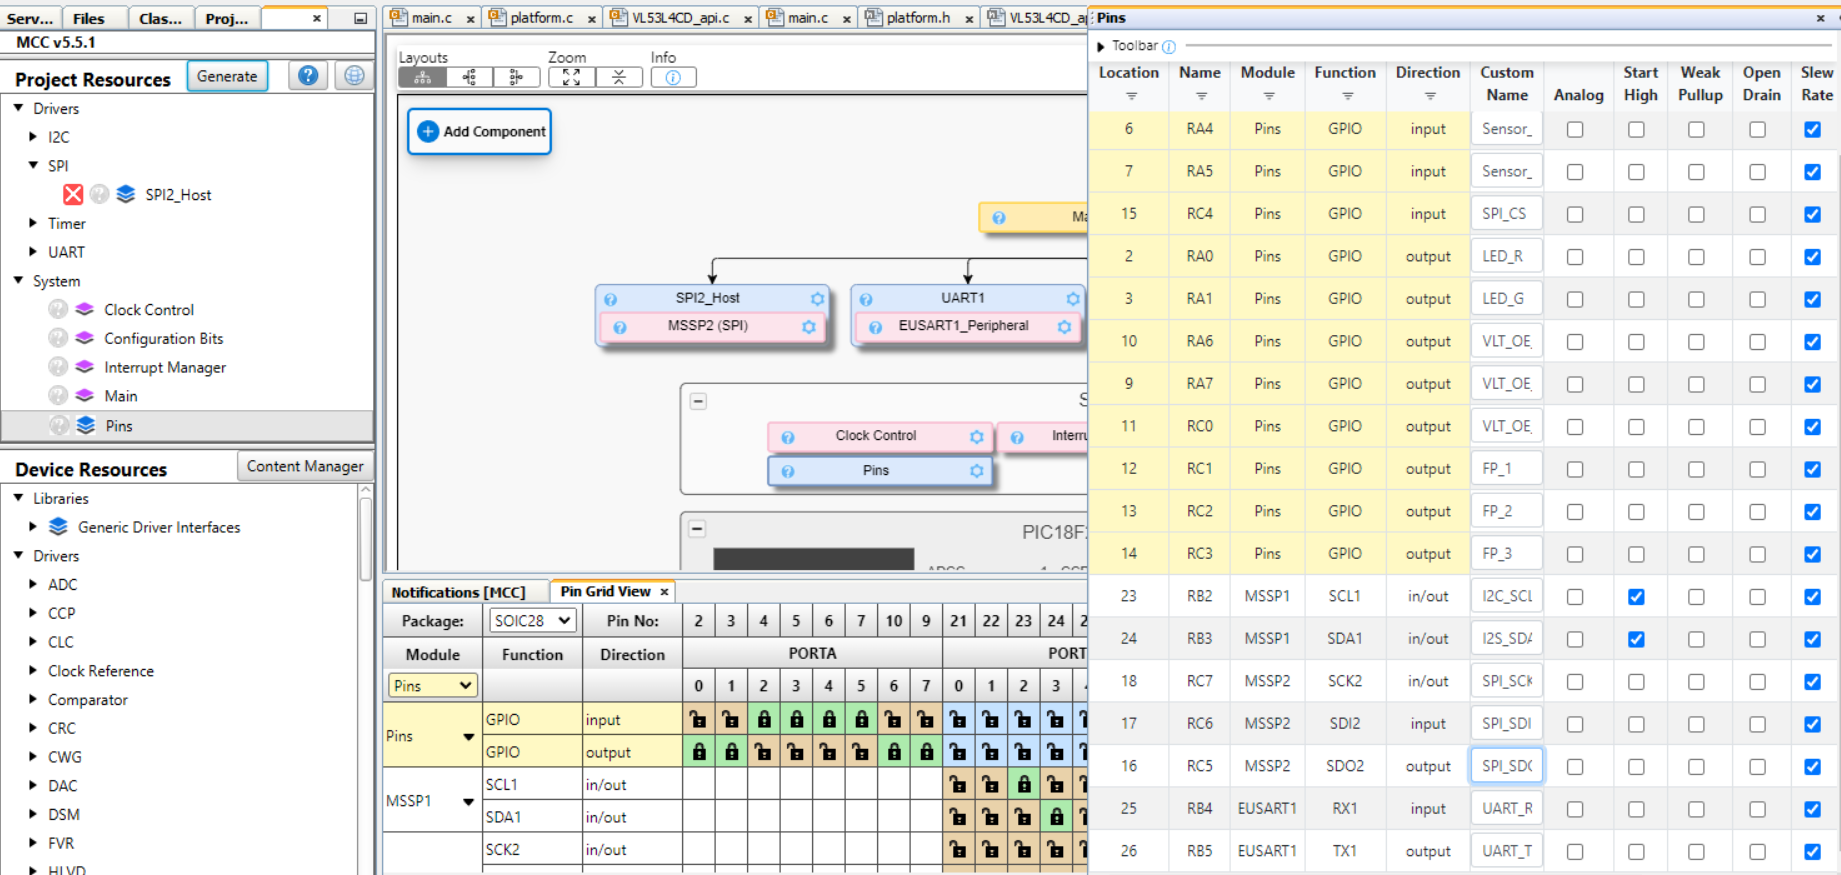 Serv...
Files
Clas...
Proj...
main.c
platform.c
VL53L4CD_api.c
main.c
platform.h
Pins
MCC v5.5.1
Project Resources
Generate
Layouts
Zoom
Info
Toolbar
Location Name Module Function Direction Custom Name Analog Start High Weak Pullup Open Drain Slew Rate
Drivers
I2C
SPI
SPI2_Host
Timer
UART
System
Clock Control
Configuration Bits
Interrupt Manager
Main
Pins
Device Resources
Content Manager
Libraries
Generic Driver Interfaces
Drivers
ADC
CCP
CLC
Clock Reference
Comparator
CRC
CWG
DAC
DSM
FVR
HLVD
Add Component
SPI2_Host
MSSP2 (SPI)
UART1
EUSART1_Peripheral
Clock Control
Pins
Notifications [MCC]
Pin Grid View
Package: SOIC28 Pin No: 2 3 4 5 6 7 10 9 21 22 23 24
Module Function Direction PORTA
Pins 0 1 2 3 4 5 6 7 0 1 2 3
Pins
GPIO input
GPIO output
MSSP1
SCL1 in/out
SDA1 in/out
SCK2 in/out
6 RA4 Pins GPIO input Sensor_
7 RA5 Pins GPIO input Sensor_
15 RC4 Pins GPIO input SPI_CS
2 RA0 Pins GPIO output LED_R
3 RA1 Pins GPIO output LED_G
10 RA6 Pins GPIO output VLT_OE
9 RA7 Pins GPIO output VLT_OE
11 RC0 Pins GPIO output VLT_OE
12 RC1 Pins GPIO output FP_1
13 RC2 Pins GPIO output FP_2
14 RC3 Pins GPIO output FP_3
23 RB2 MSSP1 SCL1 in/out I2C_SCL
24 RB3 MSSP1 SDA1 in/out I2S_SDA
18 RC7 MSSP2 SCK2 in/out SPI_SCK
17 RC6 MSSP2 SDI2 input SPI_SDI
16 RC5 MSSP2 SDO2 output SPI_SDO
25 RB4 EUSART1 RX1 input UART_R
26 RB5 EUSART1 TX1 output UART_T